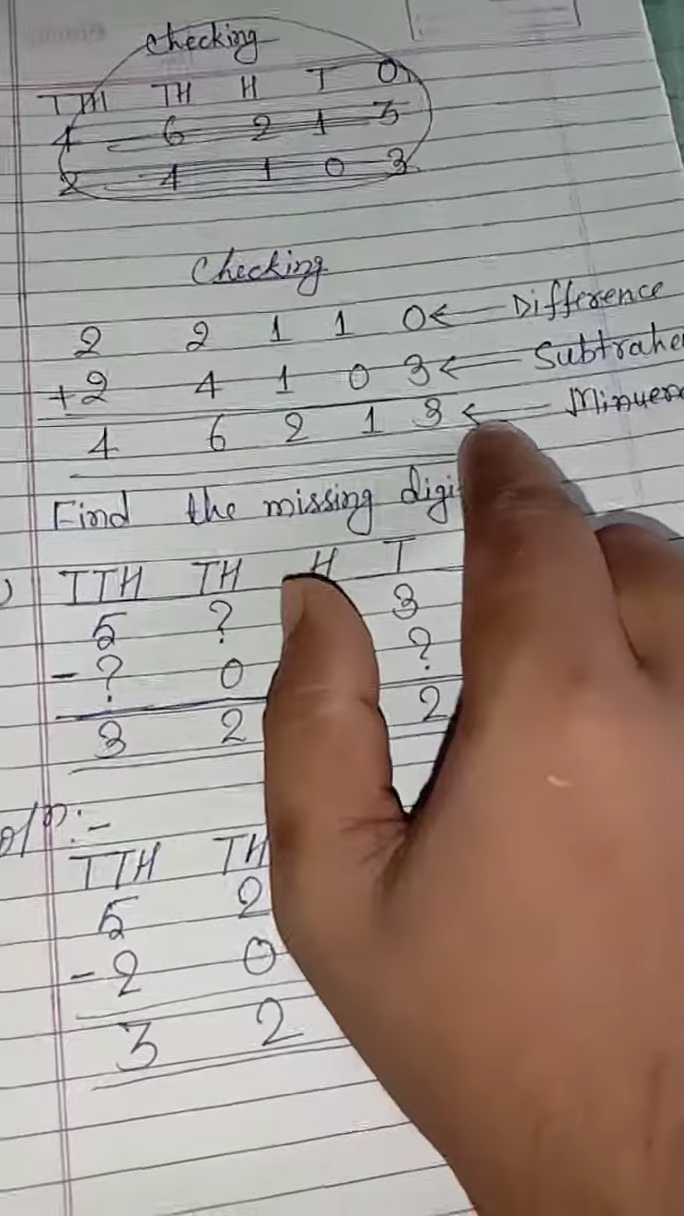 Checking
TTH TH H T O
4 6 2 1 3
2 4 1 0 3
Checking
2 2 1 1 0 ← Difference
+2 4 1 0 3 ← Subtrahe
4 6 2 1 3 ← Minuen
Find the missing digi
TTH TH H T
5 ? 3
- ? 0 ?
3 2 2
TTH TH
5 2
- 2 0
3 2